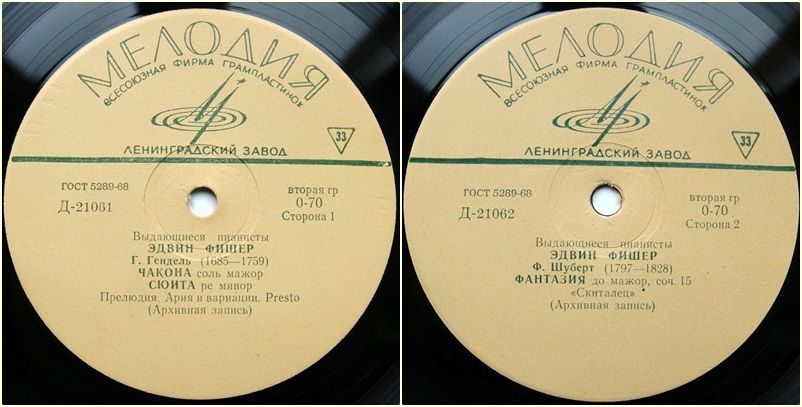 МЕЛОДИЯ
ВСЕСОЮЗНАЯ ФИРМА ГРАМПЛАСТИНОК
33
ЛЕНИНГРАДСКИЙ ЗАВОД
ГОСТ 5289-68
Д-21061
вторая гр
0-70
Сторона 1
Выдающиеся пианисты
ЭДВИН ФИШЕР
Г. Гендель (1685—1759)
ЧАКОНА соль мажор
СЮИТА ре минор
Прелюдия. Ария и вариации. Presto
(Архивная запись)
МЕЛОДИЯ
ВСЕСОЮЗНАЯ ФИРМА ГРАМПЛАСТИНОК
33
ЛЕНИНГРАДСКИЙ ЗАВОД
ГОСТ 5289-68
Д-21062
вторая гр
0-70
Сторона 2
Выдающиеся пианисты
ЭДВИН ФИШЕР
Ф. Шуберт (1797—1828)
ФАНТАЗИЯ до мажор, соч. 15
«Скиталец»
(Архивная запись)